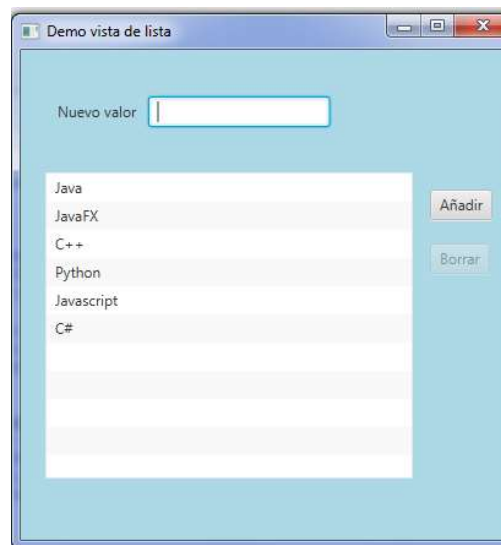 Demo vista de lista
Nuevo valor
Java
Añadir
JavaFX
C++
Borrar
Python
Javascript
C#